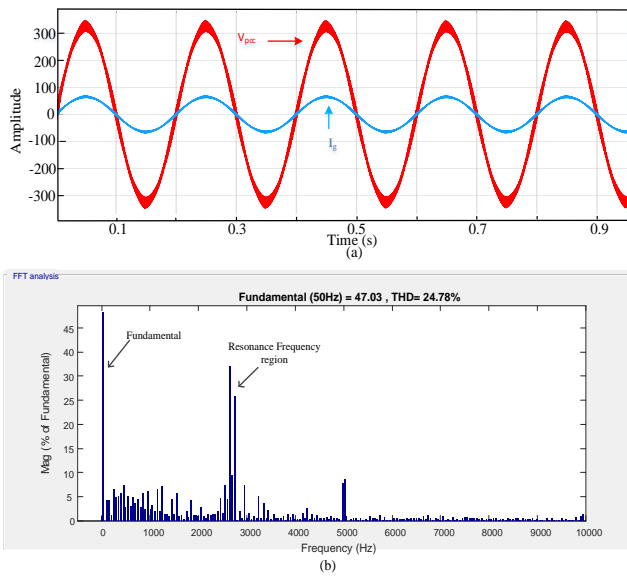 300
200
100
0
-100
-200
-300
Amplitude
V_pcc
I_g
0.1 0.3 0.5 0.7 0.9
Time (s)
(a)
FFT analysis
Fundamental (50Hz) = 47.03 , THD= 24.78%
45
40
35
30
25
20
15
10
5
0
Mag (% of Fundamental)
Fundamental
Resonance Frequency
region
0 1000 2000 3000 4000 5000 6000 7000 8000 9000 10000
Frequency (Hz)
(b)